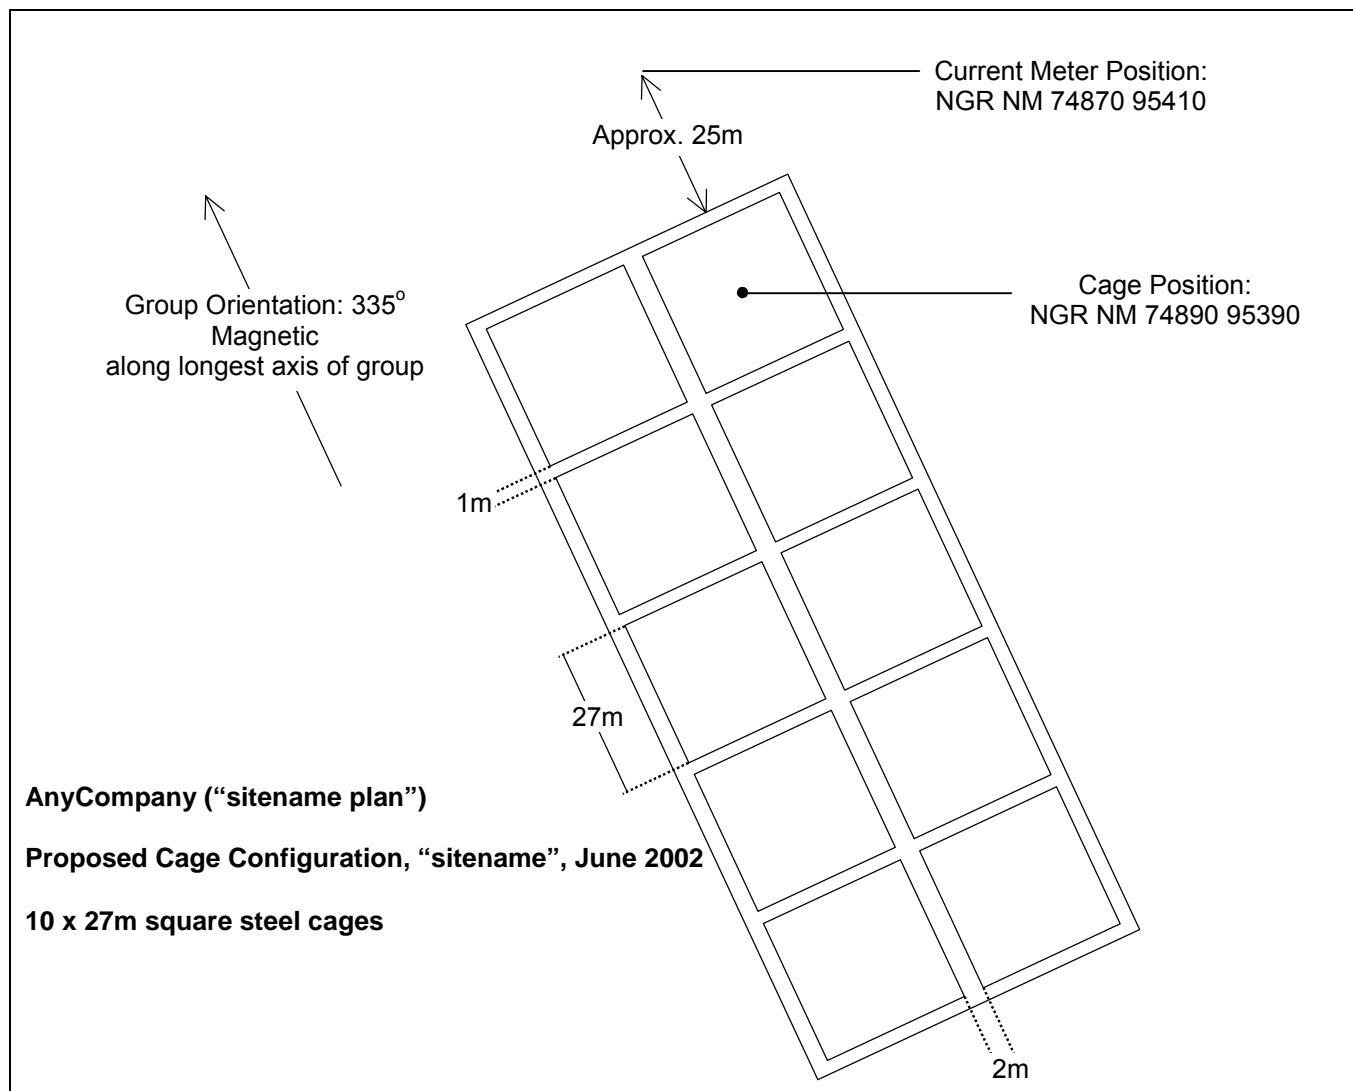 Current Meter Position:
NGR NM 74870 95410
Approx. 25m
Cage Position:
NGR NM 74890 95390
Group Orientation: 335o
Magnetic
along longest axis of group
1m
27m
AnyCompany (“sitename plan”)
Proposed Cage Configuration, “sitename”, June 2002
10 x 27m square steel cages
2m